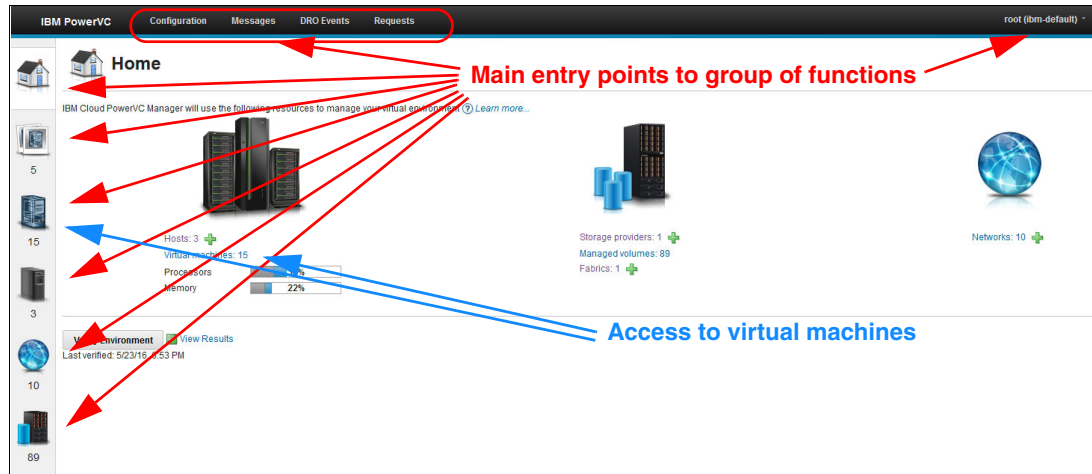 IBM PowerVC Configuration Messages DRO Events Requests root (ibm-default)
Home
Main entry points to group of functions
IBM Cloud PowerVC Manager will use the following resources to manage your virtual environment ? Learn more...
5
15
3
10
89
Hosts: 3
Virtual machines: 15
Processors
Memory 22%
Storage providers: 1
Managed volumes: 89
Fabrics: 1
Networks: 10
Access to virtual machines
Environment View Results
Last verified: 5/23/16, :53 PM